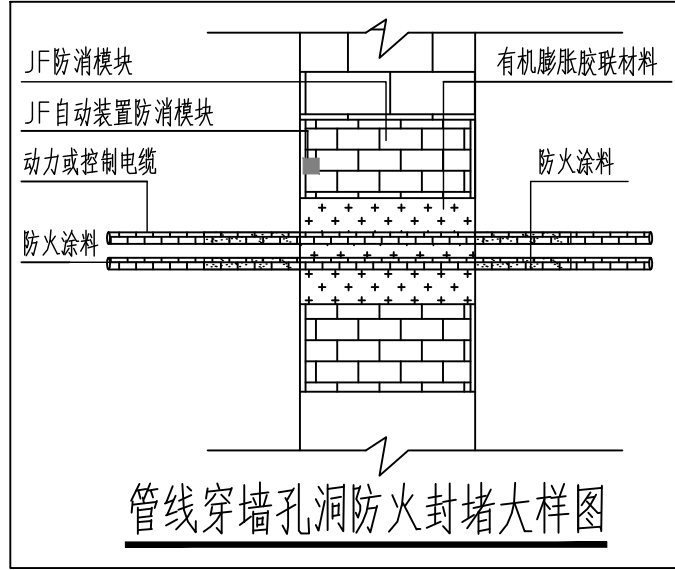 JF防消模块
有机膨胀胶联材料
JF自动装置防消模块
动力或控制电缆
防火涂料
防火涂料
管线穿墙孔洞防火封堵大样图